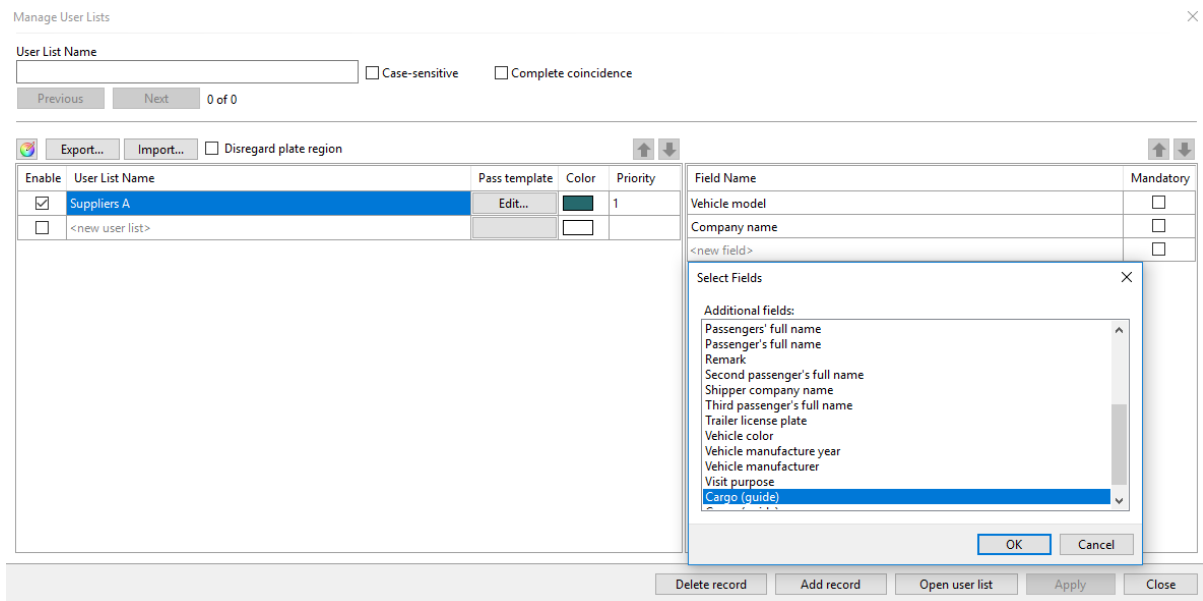 Manage User Lists
User List Name
Case-sensitive Complete coincidence
Previous Next 0 of 0
Export... Import... Disregard plate region
Enable User List Name Pass template Color Priority Field Name Mandatory
Suppliers A Edit... 1 Vehicle model
<new user list> Company name
<new field>
Select Fields
Additional fields:
Passengers' full name
Passenger's full name
Remark
Second passenger's full name
Shipper company name
Third passenger's full name
Trailer license plate
Vehicle color
Vehicle manufacture year
Vehicle manufacturer
Visit purpose
Cargo (guide)
OK Cancel
Delete record Add record Open user list Apply Close